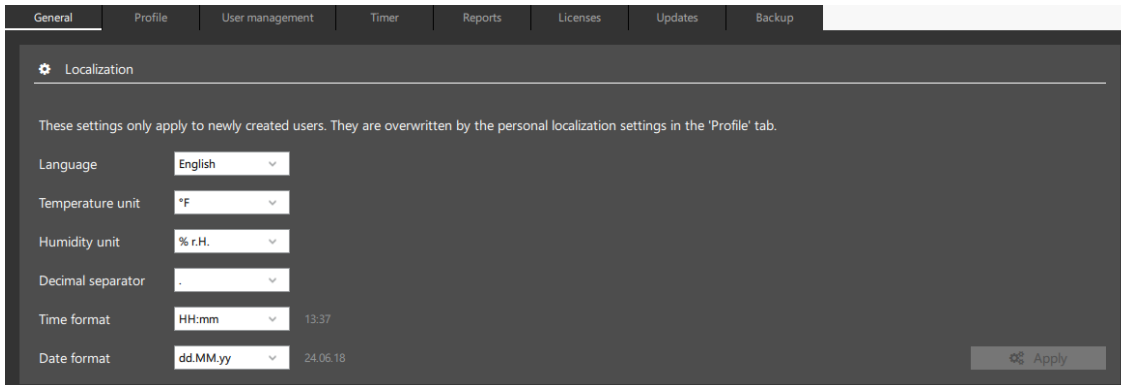 General Profile User management Timer Reports Licenses Updates Backup
Localization
These settings only apply to newly created users. They are overwritten by the personal localization settings in the 'Profile' tab.
Language English
Temperature unit °F
Humidity unit % r.H.
Decimal separator .
Time format HH:mm 13:37
Date format dd.MM.yy 24.06.18
Apply